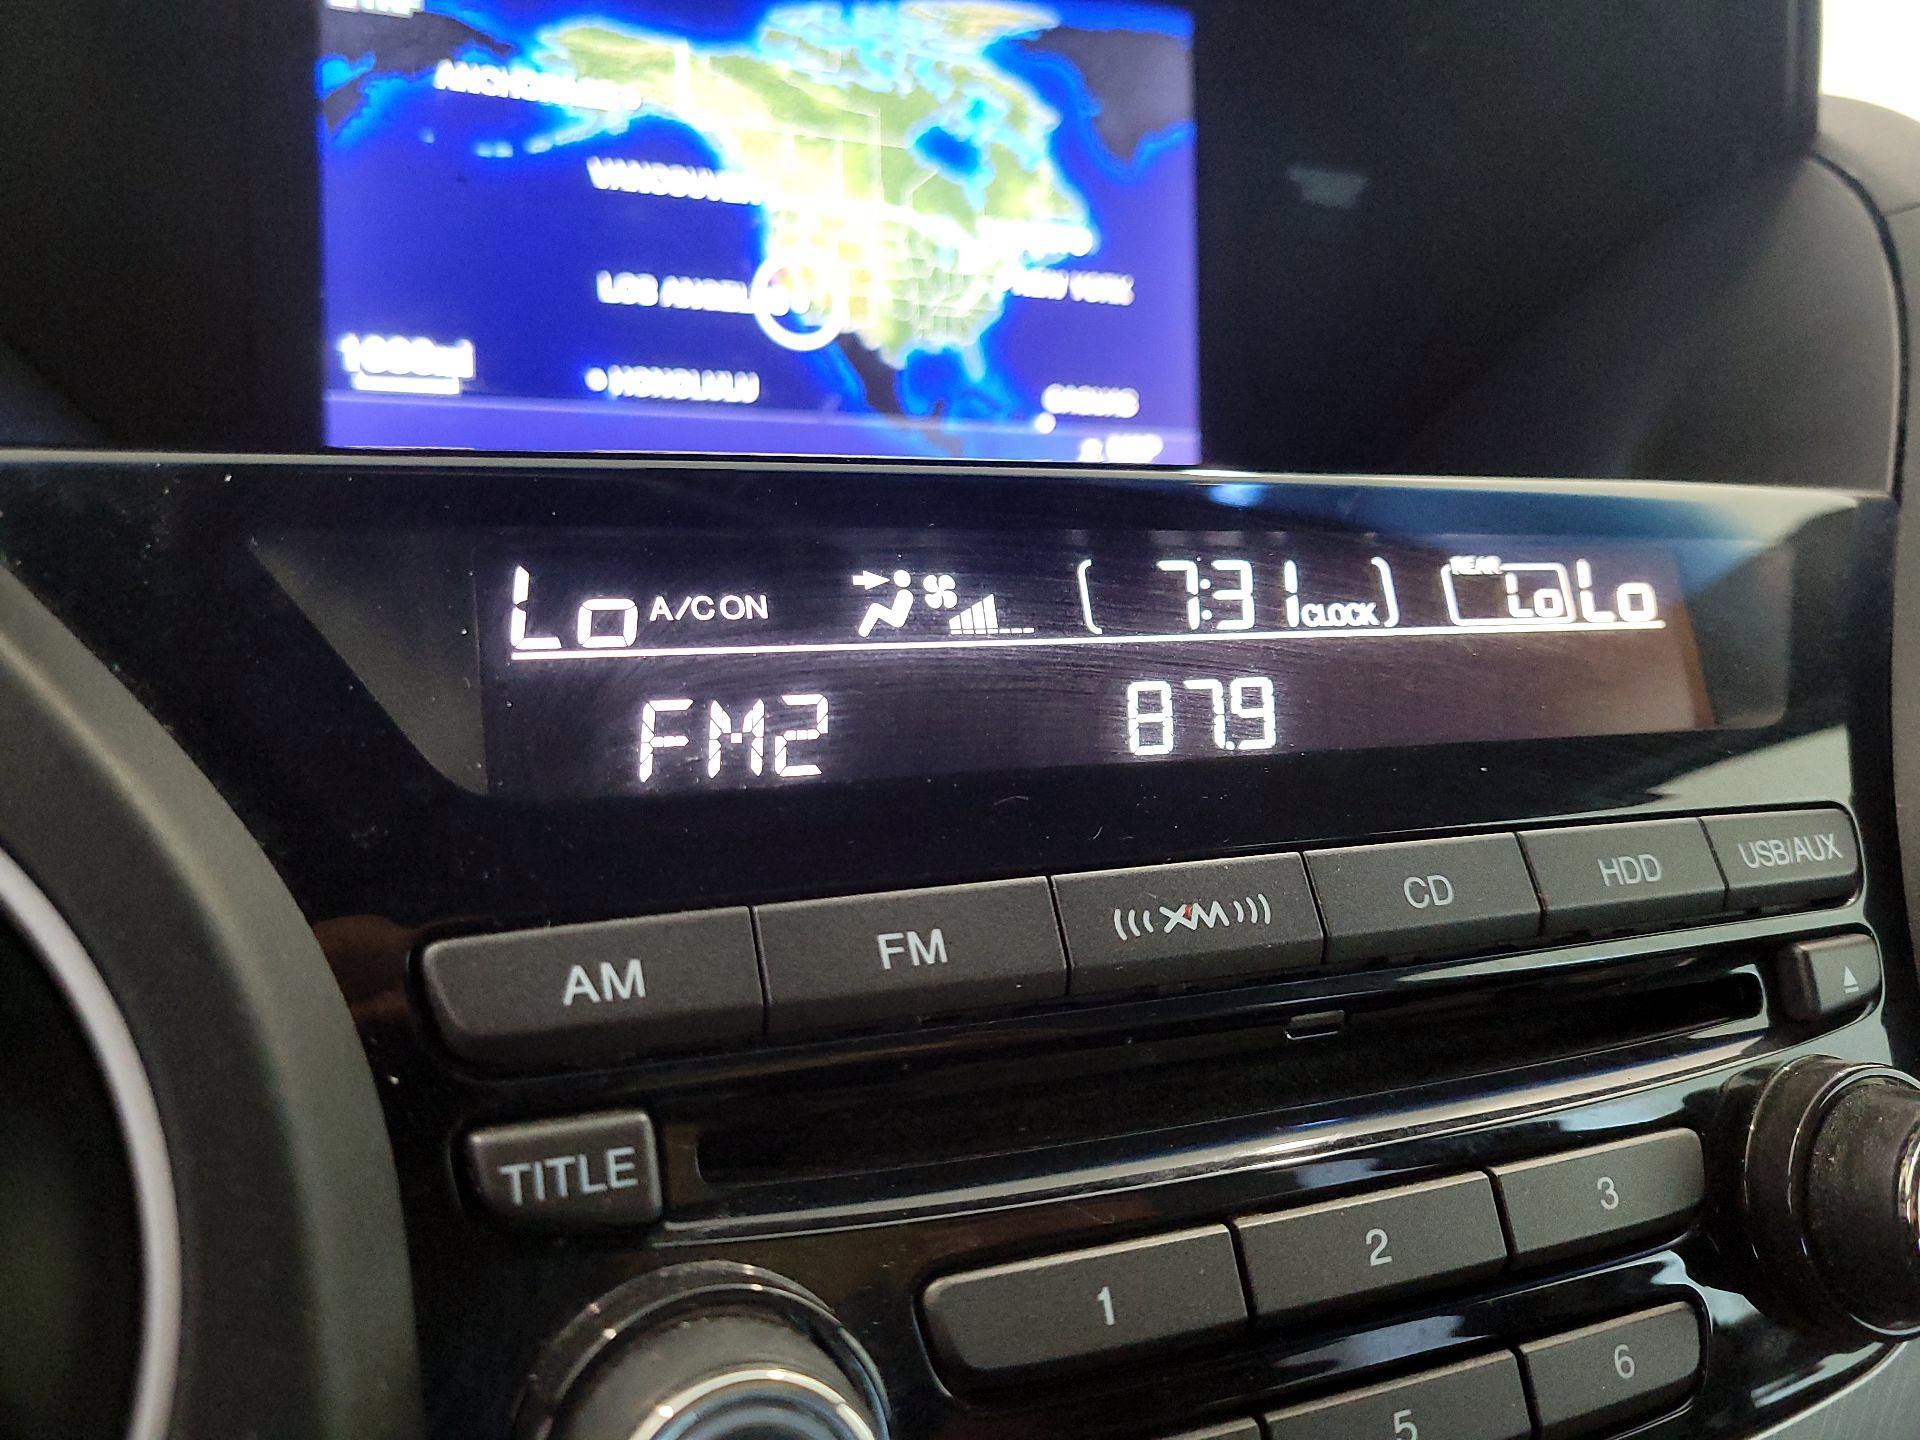 ANCHORAGE
VANCOUVER
LOS ANGELES
NEW YORK
1000mi
HONOLULU
Lo A/C ON 7:31 CLOCK REAR Lo Lo
FM2 87.9
AM FM XM CD HDD USB/AUX
TITLE
1 2 3
5 6